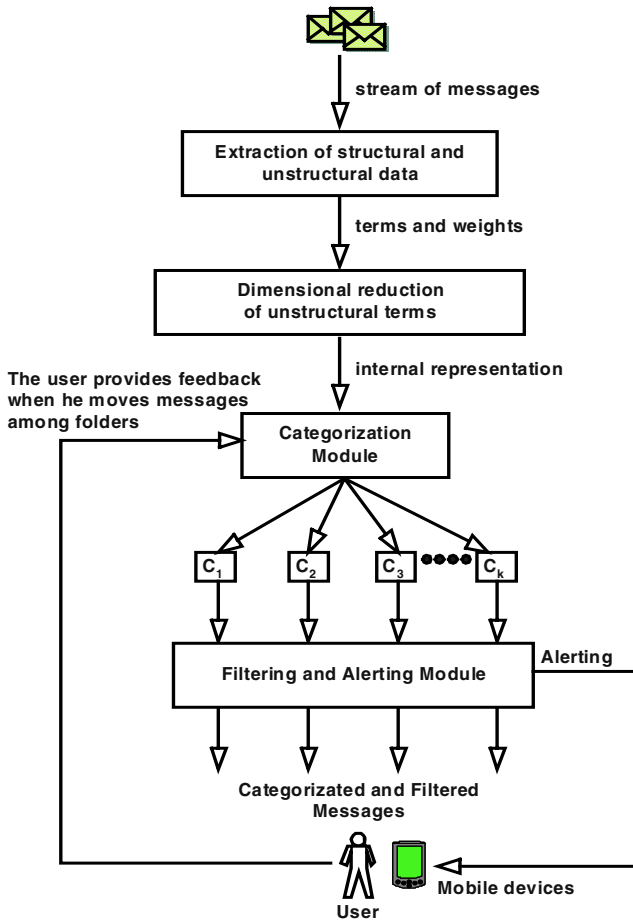 stream of messages
Extraction of structural and
unstructural data
terms and weights
Dimensional reduction
of unstructural terms
internal representation
The user provides feedback
when he moves messages
among folders
Categorization
Module
C1
C2
C3
Ck
Filtering and Alerting Module
Alerting
Categorizated and Filtered
Messages
Mobile devices
User